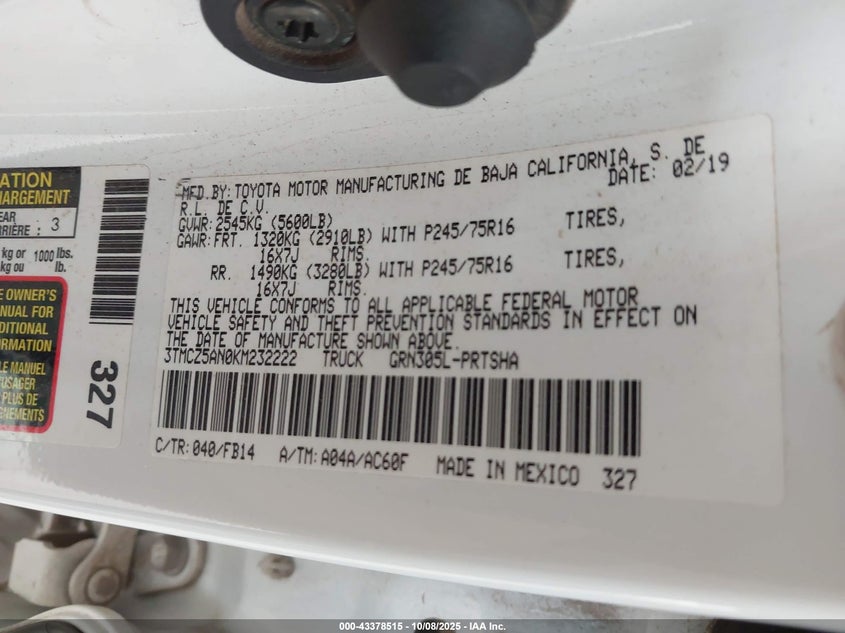 MFD.BY:TOYOTA MOTOR MANUFACTURING DE BAJA CALIFORNIA, S. DE
R.L. DE C.V. DATE: 02/19
GVWR:2545KG (5600LB)
GAWR:FRT. 1320KG (2910LB) WITH P245/75R16 TIRES,
16X7J RIMS.
RR. 1490KG (3280LB) WITH P245/75R16 TIRES,
16X7J RIMS.
THIS VEHICLE CONFORMS TO ALL APPLICABLE FEDERAL MOTOR
VEHICLE SAFETY AND THEFT PREVENTION STANDARDS IN EFFECT ON
THE DATE OF MANUFACTURE SHOWN ABOVE.
3TMCZ5AN0KM232222 TRUCK GRN305L-PRTSHA
C/TR:040/FB14 A/TM:A04A/AC60F MADE IN MEXICO 327
ATION
HARGEMENT
EAR
RRIÈRE : 3
kg or 1000 lbs.
kg ou lb.
E OWNER'S
NUAL FOR
DITIONAL
ORMATION
LE MANUEL
USAGER
PLUS DE
GNEMENTS
327
000-43378515 - 10/08/2025 - IAA Inc.